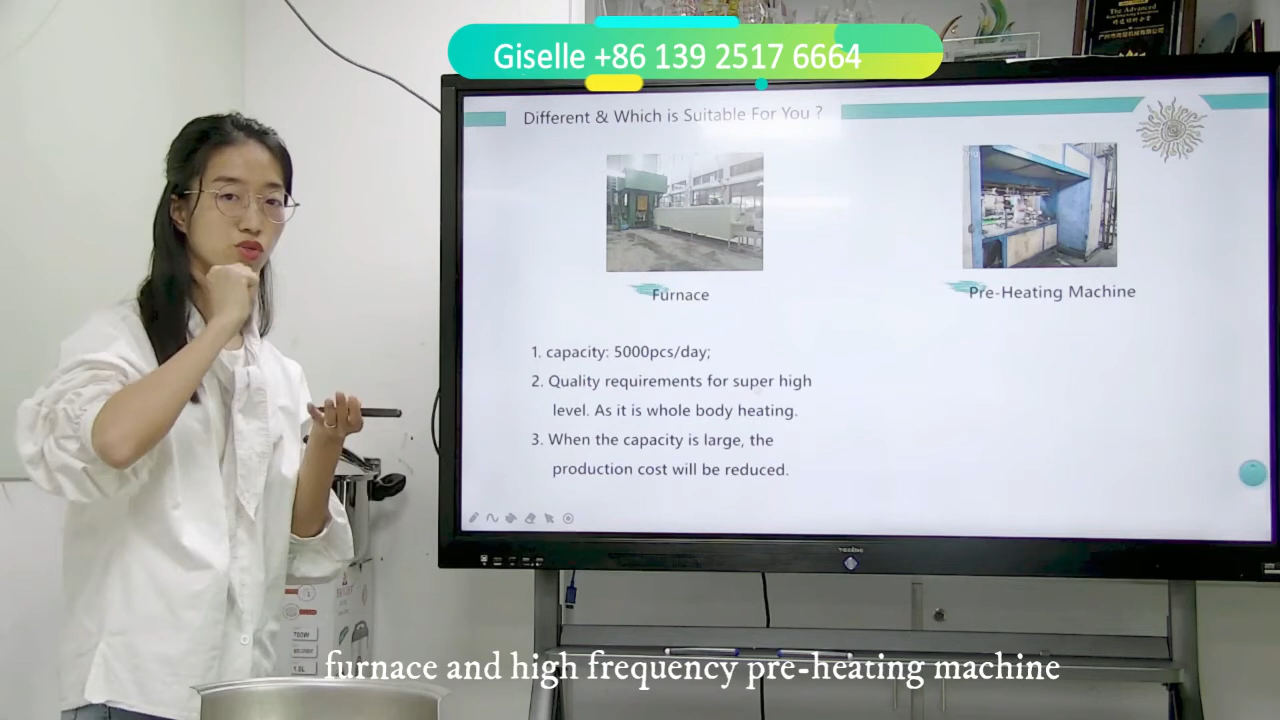 The Advanced
Giselle +86 139 2517 6664
Different & Which is Suitable For You ?
Furnace
Pre-Heating Machine
1. capacity: 5000pcs/day;
2. Quality requirements for super high
level. As it is whole body heating.
3. When the capacity is large, the
production cost will be reduced.
furnace and high frequency pre-heating machine